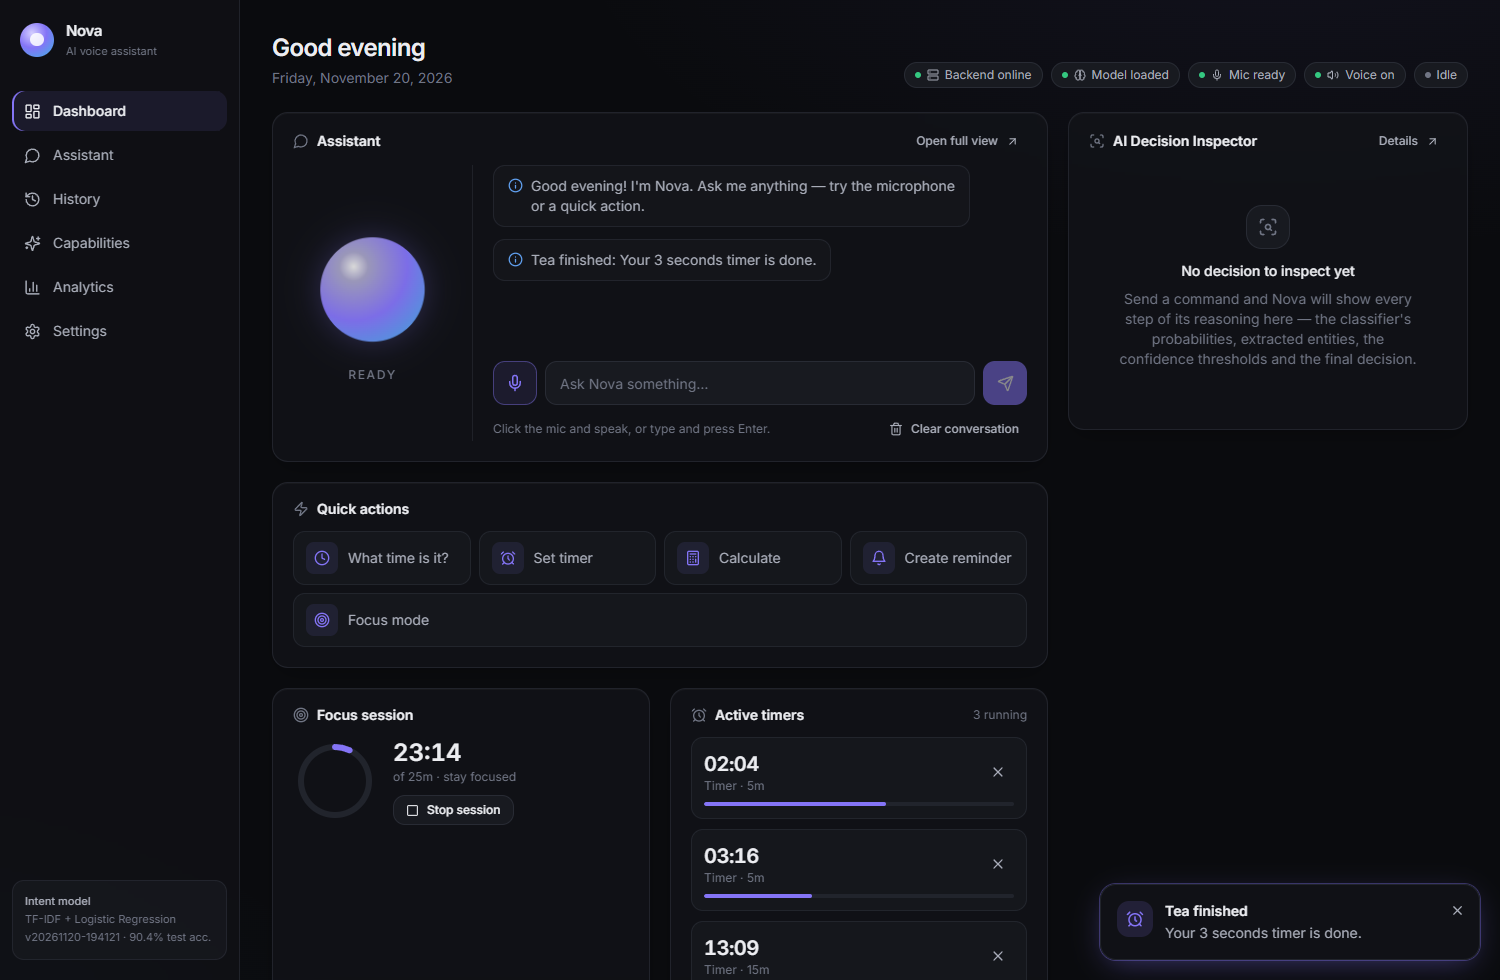 Nova
AI voice assistant
Dashboard
Assistant
History
Capabilities
Analytics
Settings
Intent model
TF-IDF + Logistic Regression
v20261120-194121 · 90.4% test acc.
Good evening
Friday, November 20, 2026
Backend online
Model loaded
Mic ready
Voice on
Idle
Assistant
Open full view
READY
Good evening! I'm Nova. Ask me anything — try the microphone
or a quick action.
Tea finished: Your 3 seconds timer is done.
Ask Nova something...
Click the mic and speak, or type and press Enter.
Clear conversation
AI Decision Inspector
Details
No decision to inspect yet
Send a command and Nova will show every
step of its reasoning here — the classifier's
probabilities, extracted entities, the
confidence thresholds and the final decision.
Quick actions
What time is it?
Set timer
Calculate
Create reminder
Focus mode
Focus session
23:14
of 25m · stay focused
Stop session
Active timers
3 running
02:04
Timer · 5m
03:16
Timer · 5m
13:09
Timer · 15m
Tea finished
Your 3 seconds timer is done.